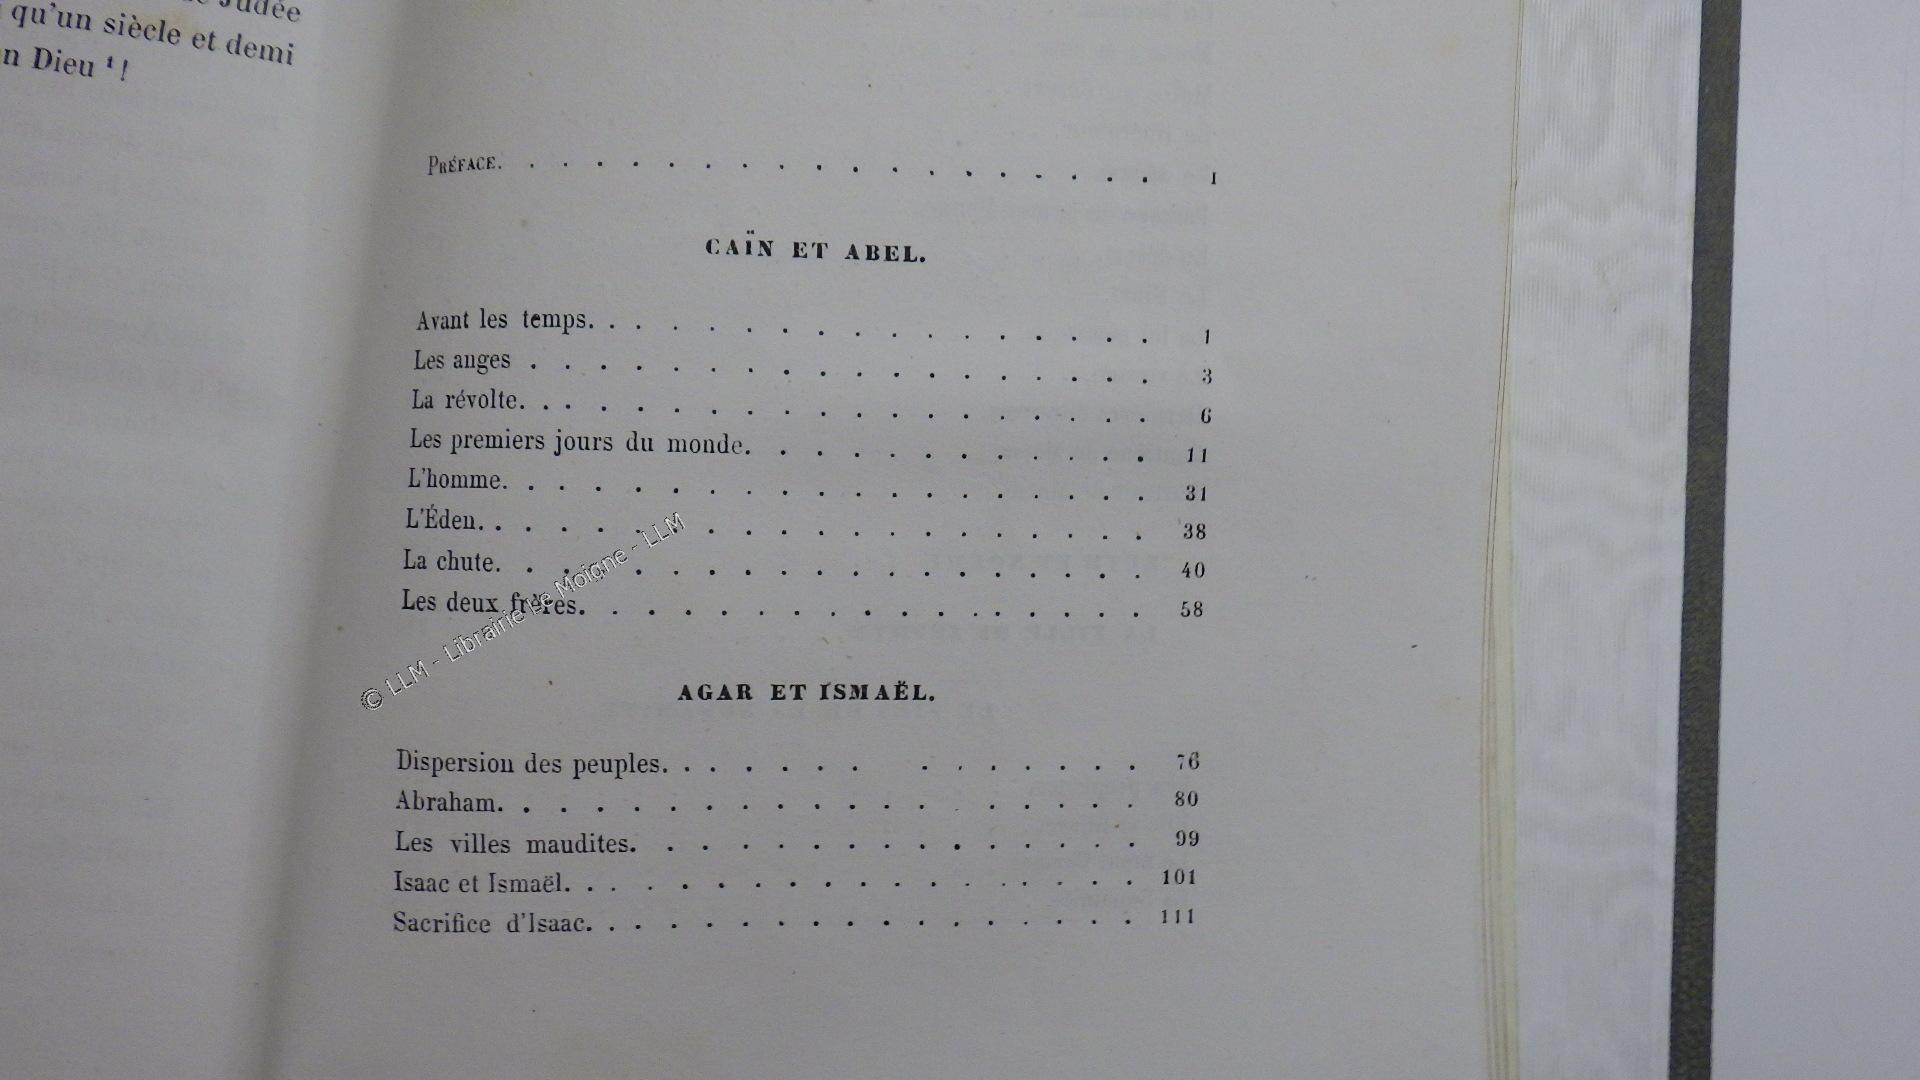 Judée
qu'un siècle et demi
n Dieu ¹!
PRÉFACE. . . . . . . . . . . . . . . . . . . I
CAÏN ET ABEL.
Avant les temps. . . . . . . . . . . . . . . . 1
Les anges . . . . . . . . . . . . . . . . . . 3
La révolte. . . . . . . . . . . . . . . . . . . 6
Les premiers jours du monde. . . . . . . . . . . . 11
L'homme. . . . . . . . . . . . . . . . . . . 31
L'Éden. . . . . . . . . . . . . . . . . . . . 38
La chute. . . . . . . . . . . . . . . . . . . 40
Les deux frères. . . . . . . . . . . . . . . . . 58
AGAR ET ISMAËL.
Dispersion des peuples. . . . . . . . . . . . . . 76
Abraham. . . . . . . . . . . . . . . . . . . 80
Les villes maudites. . . . . . . . . . . . . . . 99
Isaac et Ismaël. . . . . . . . . . . . . . . . . . 101
Sacrifice d'Isaac. . . . . . . . . . . . . . . . . 111
© LLM - Librairie Le Moigne - LLM